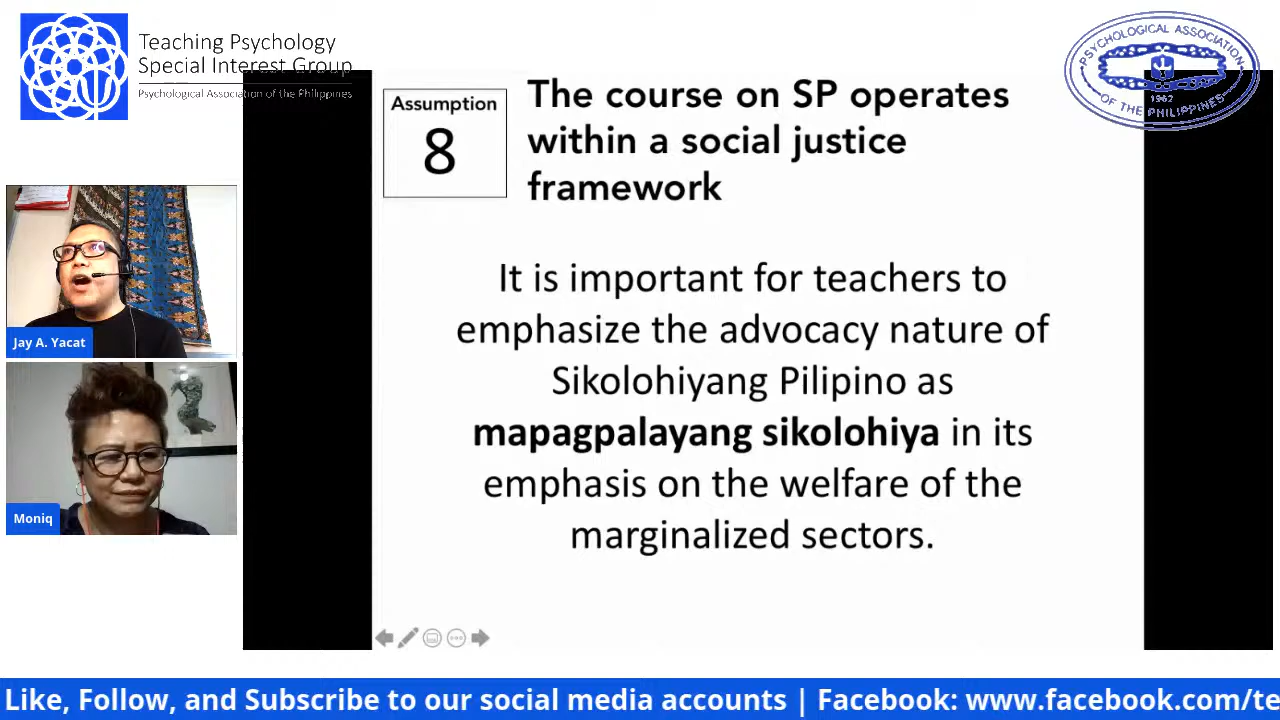 Teaching Psychology
Special Interest Group
Psychological Association of the Philippines
PSYCHOLOGICAL ASSOCIATION
OF THE PHILIPPINES
1962
Assumption
8
The course on SP operates
within a social justice
framework
It is important for teachers to
emphasize the advocacy nature of
Sikolohiyang Pilipino as
mapagpalayang sikolohiya in its
emphasis on the welfare of the
marginalized sectors.
Jay A. Yacat
Moniq
Like, Follow, and Subscribe to our social media accounts | Facebook: www.facebook.com/te